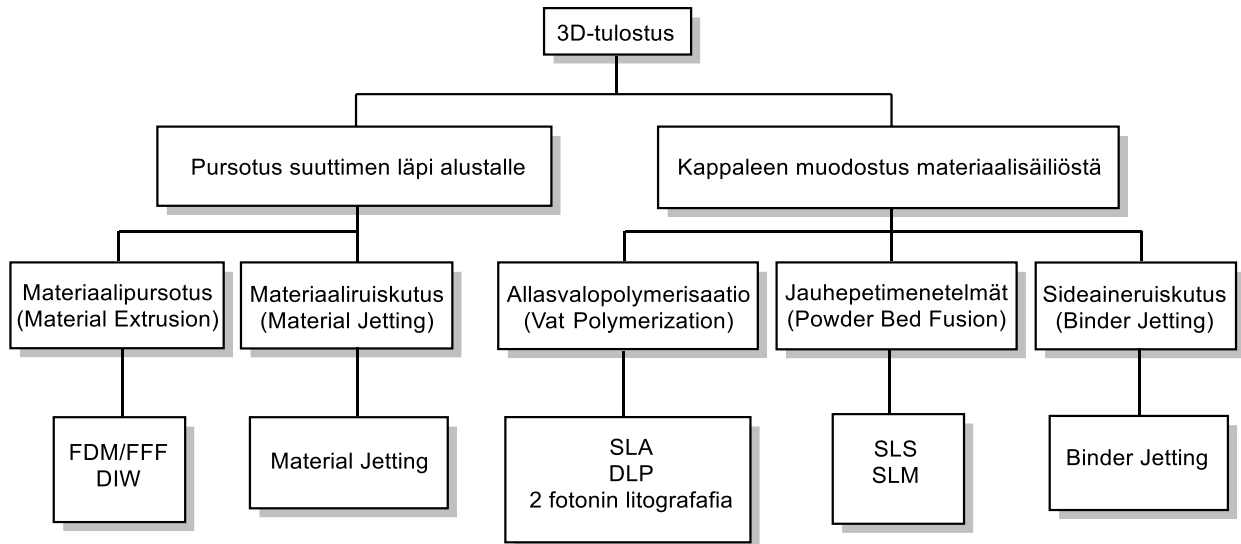 3D-tulostus
Pursotus suuttimen läpi alustalle
Kappaleen muodostus materiaalisäiliöstä
Materiaalipursotus
(Material Extrusion)
Materiaaliruiskutus
(Material Jetting)
Allasvalopolymerisaatio
(Vat Polymerization)
Jauhepetimenetelmät
(Powder Bed Fusion)
Sideaineruiskutus
(Binder Jetting)
FDM/FFF
DIW
Material Jetting
SLA
DLP
2 fotonin litografafia
SLS
SLM
Binder Jetting